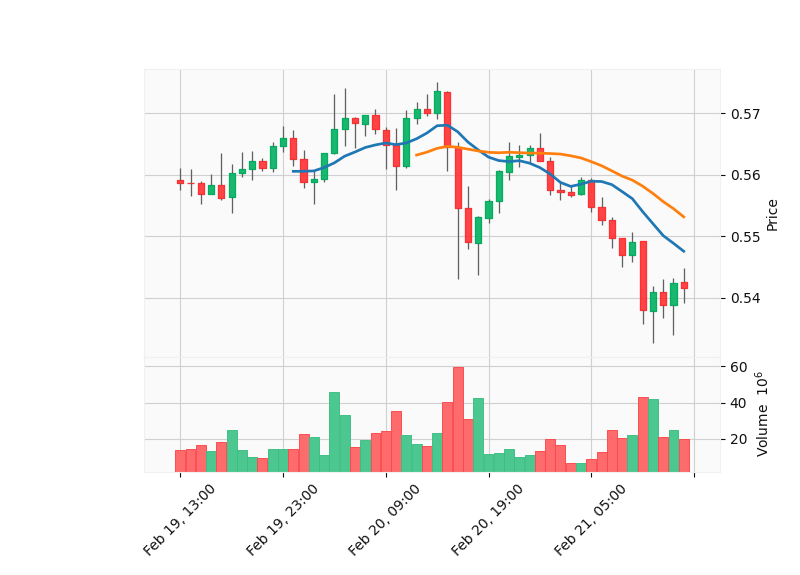 0.57
0.56
0.55
0.54
Price
60
40
20
Volume 10^6
Feb 19, 13:00
Feb 19, 23:00
Feb 20, 09:00
Feb 20, 19:00
Feb 21, 05:00